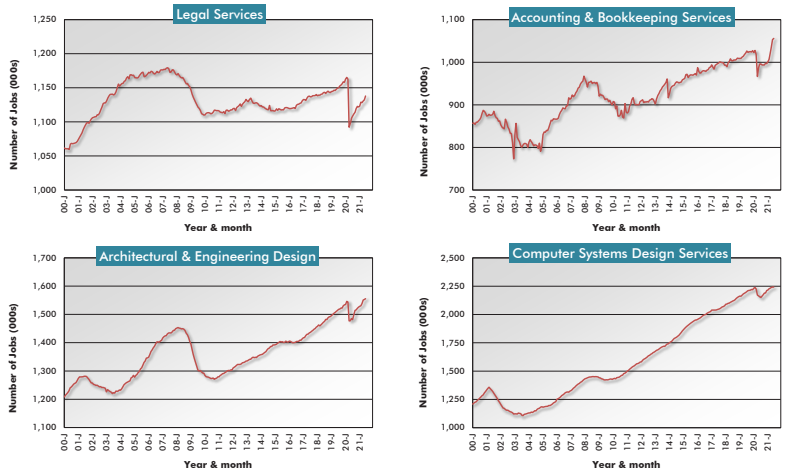 Legal Services
Number of Jobs (000s)
1,250
1,200
1,150
1,100
1,050
1,000
00-J 01-J 02-J 03-J 04-J 05-J 06-J 07-J 08-J 09-J 10-J 11-J 12-J 13-J 14-J 15-J 16-J 17-J 18-J 19-J 20-J 21-J
Year & month
Accounting & Bookkeeping Services
Number of Jobs (000s)
1,100
1,000
900
800
700
00-J 01-J 02-J 03-J 04-J 05-J 06-J 07-J 08-J 09-J 10-J 11-J 12-J 13-J 14-J 15-J 16-J 17-J 18-J 19-J 20-J 21-J
Year & month
Architectural & Engineering Design
Number of Jobs (000s)
1,700
1,600
1,500
1,400
1,300
1,200
1,100
00-J 01-J 02-J 03-J 04-J 05-J 06-J 07-J 08-J 09-J 10-J 11-J 12-J 13-J 14-J 15-J 16-J 17-J 18-J 19-J 20-J 21-J
Year & month
Computer Systems Design Services
Number of Jobs (000s)
2,500
2,250
2,000
1,750
1,500
1,250
1,000
00-J 01-J 02-J 03-J 04-J 05-J 06-J 07-J 08-J 09-J 10-J 11-J 12-J 13-J 14-J 15-J 16-J 17-J 18-J 19-J 20-J 21-J
Year & month